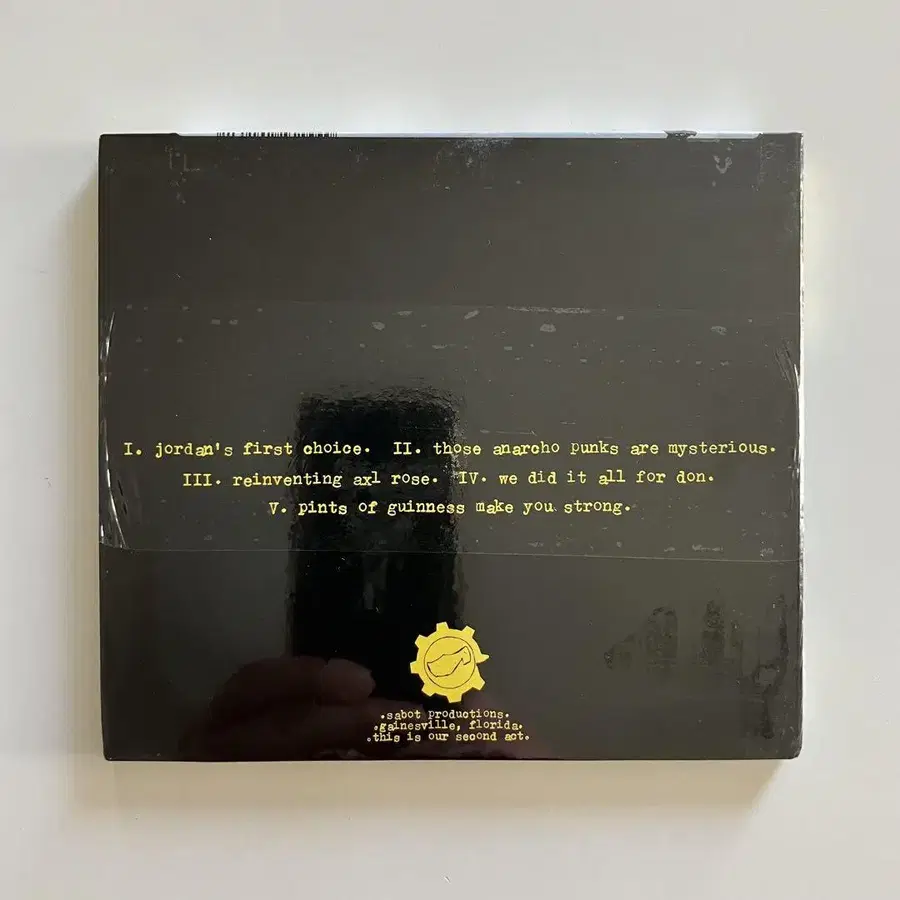 I. jordan's first choice. II. those anarcho punks are mysterious.
III. reinventing axl rose. IV. we did it all for don.
V. pints of guinness make you strong.
.sabot productions.
.gainesville, florida.
.this is our second act.